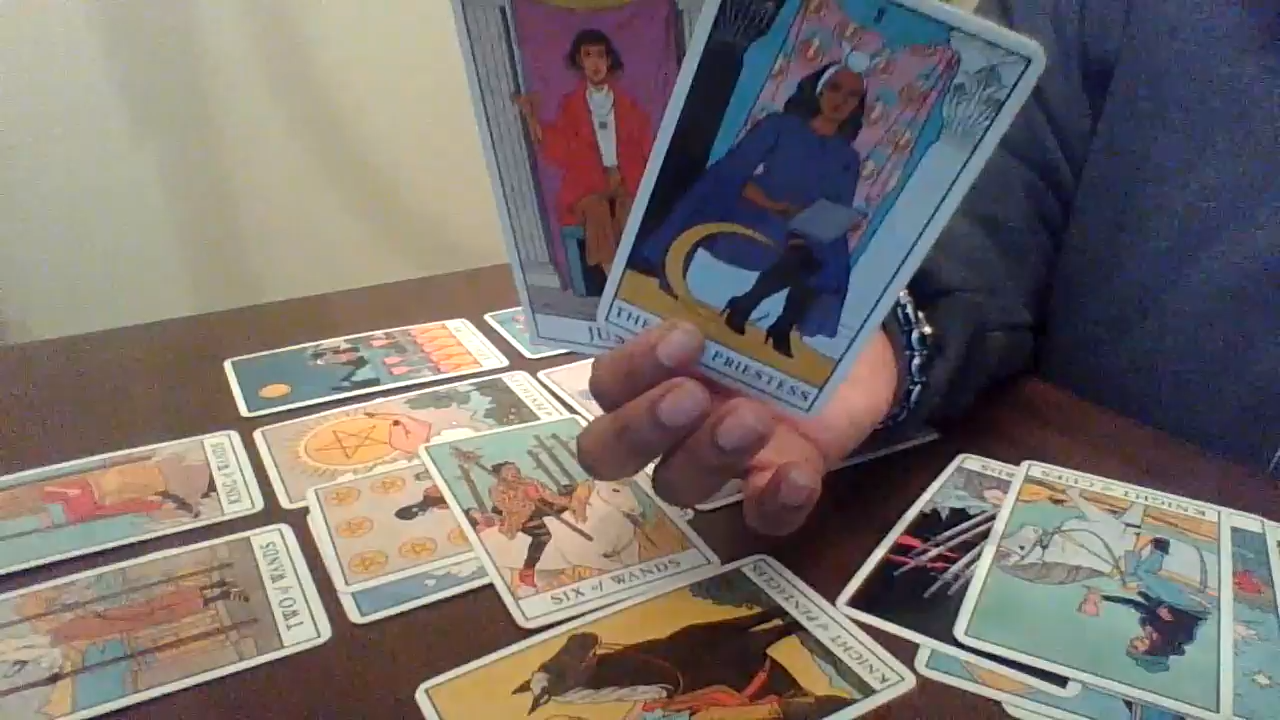 JUS
THE PRIESTESS
KING of WANDS
TWO of WANDS
SIX of WANDS
KNIGHT of PENTACLES
KNIGHT of CUPS